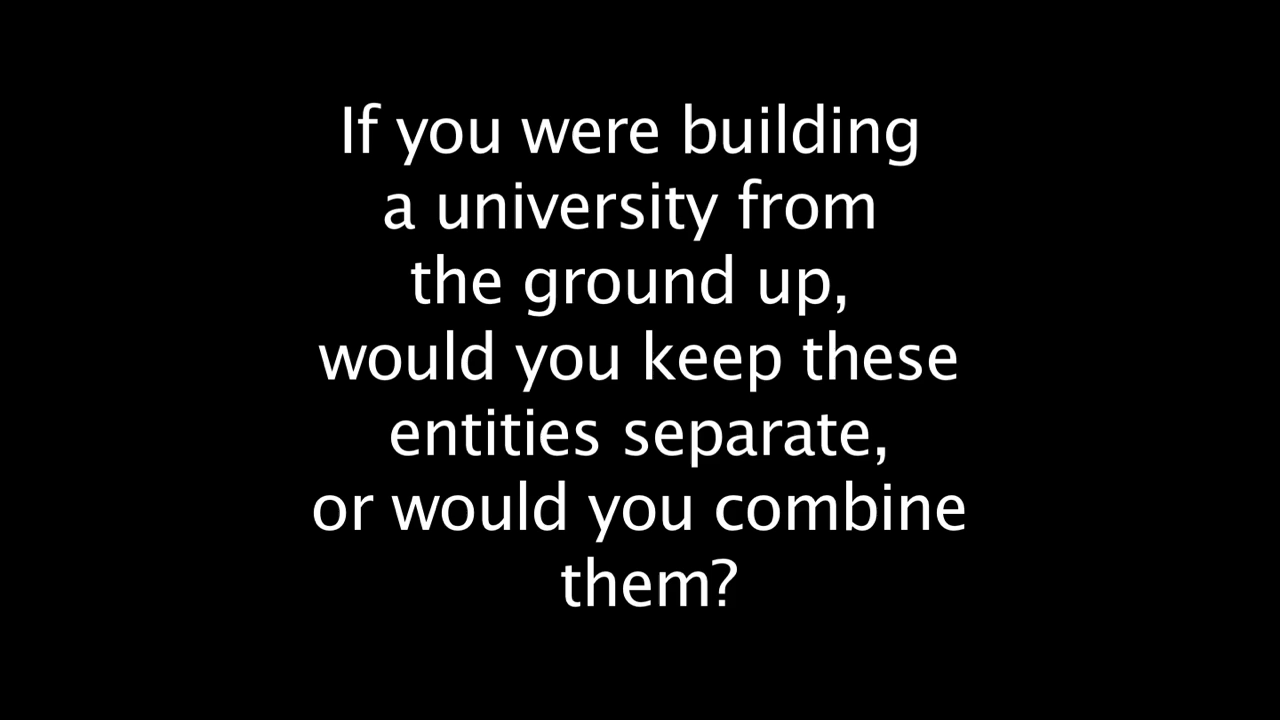 If you were building
a university from
the ground up,
would you keep these
entities separate,
or would you combine
them?